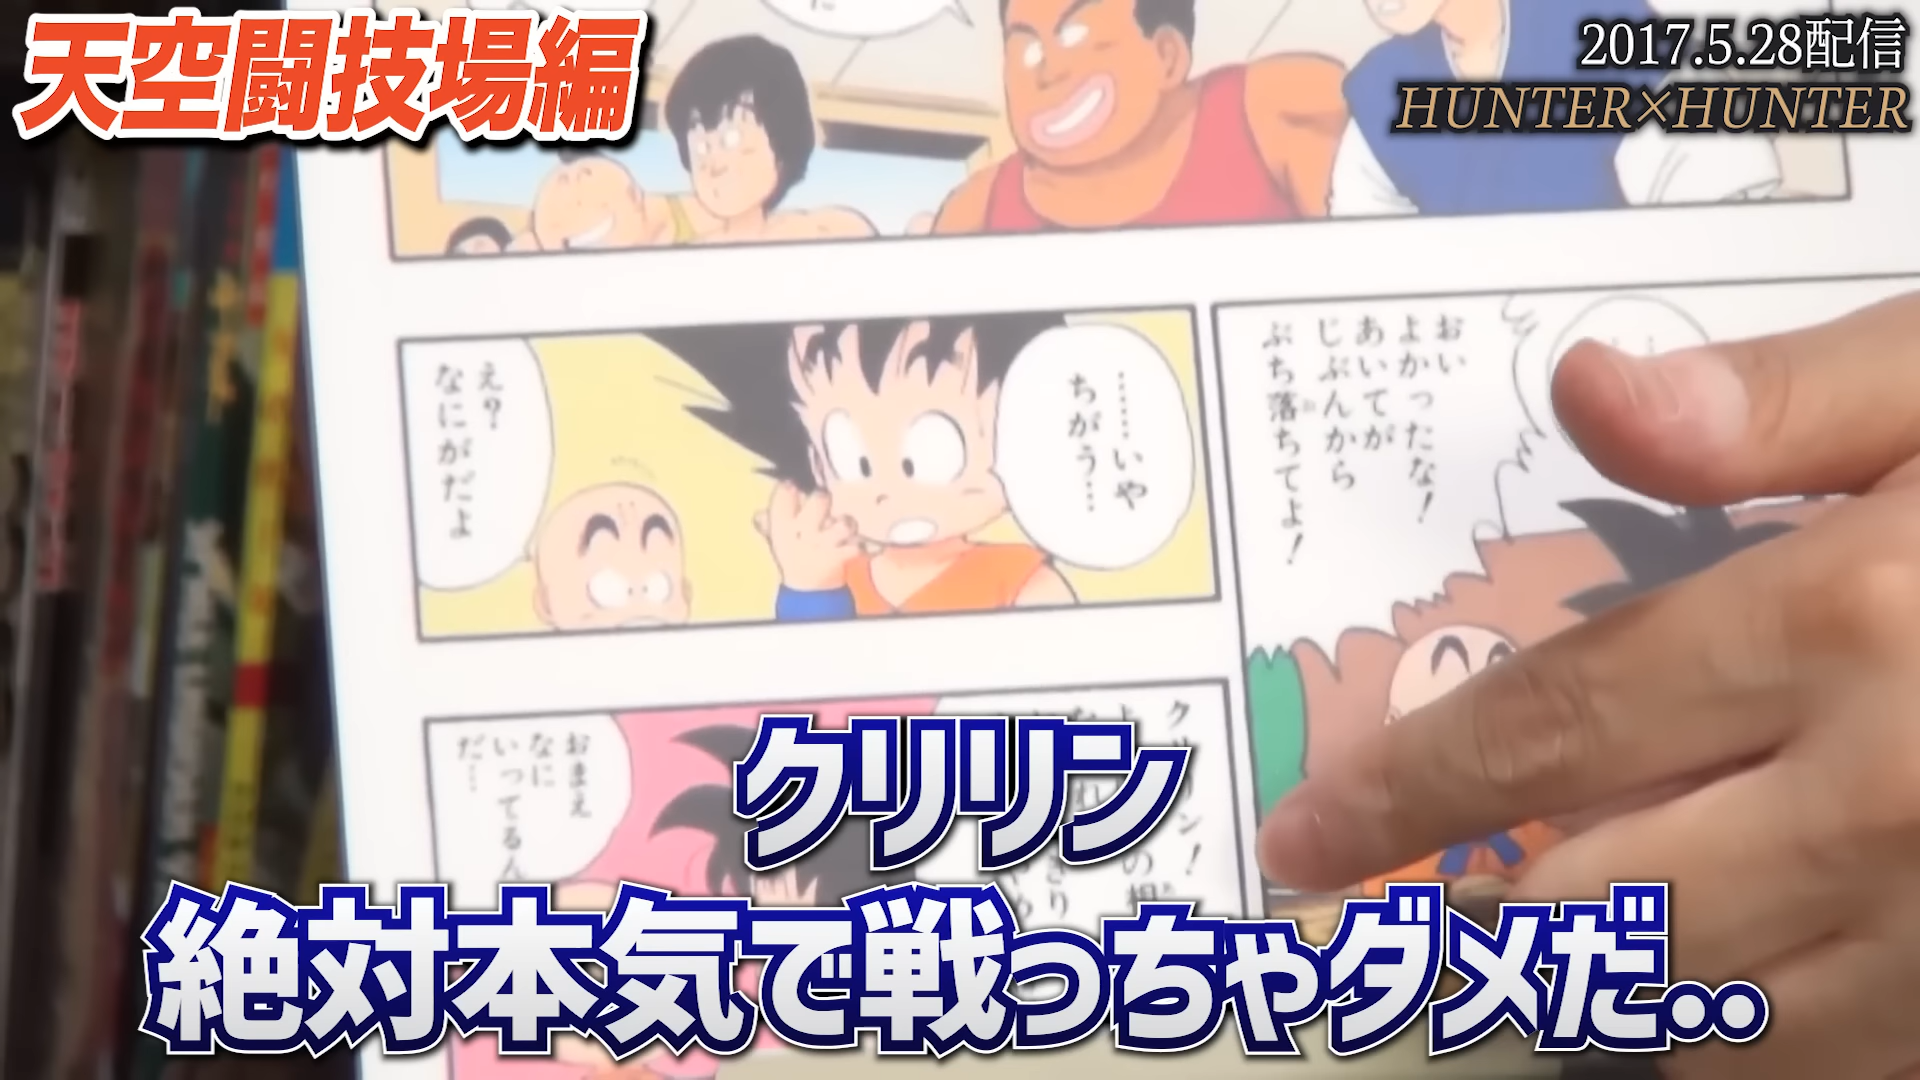 天空闘技場編
2017.5.28配信
HUNTER×HUNTER
おい
よかったな!
あいてが
じぶんから
ぶち落ちてよ!
……いや
ちがう…
え?
なにがだよ
おまえ
なに
いってるん
だ…
クリリン
絶対本気で戦っちゃダメだ..